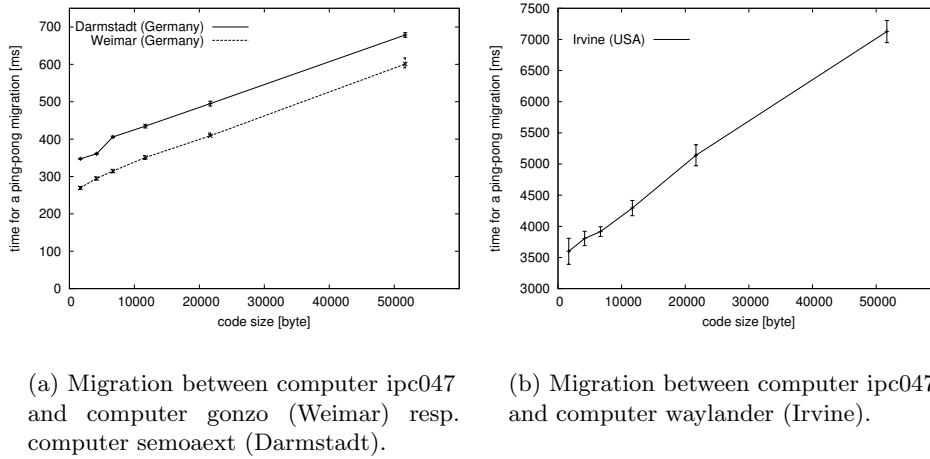 700
600
500
400
300
200
100
0
time for a ping-pong migration [ms]
Darmstadt (Germany)
Weimar (Germany)
0 10000 20000 30000 40000 50000
code size [byte]
7500
7000
6500
6000
5500
5000
4500
4000
3500
3000
time for a ping-pong migration [ms]
Irvine (USA)
0 10000 20000 30000 40000 50000
code size [byte]
(a) Migration between computer ipc047
and computer gonzo (Weimar) resp.
computer semoaext (Darmstadt).
(b) Migration between computer ipc047
and computer waylander (Irvine).